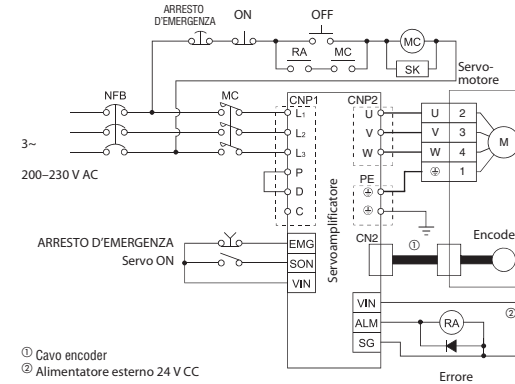 ARRESTO
D'EMERGENZA
ON
OFF
RA
MC
MC
SK
Servo-
motore
NFB
MC
CNP1
CNP2
L1
L2
L3
P
D
C
U
V
W
PE
U 2
V 3
W 4
1
M
3~
200–230 V AC
Servoamplificatore
CN2
①
Encode
ARRESTO D'EMERGENZA
Servo ON
EMG
SON
VIN
VIN
ALM
SG
RA
②
Errore
① Cavo encoder
② Alimentatore esterno 24 V CC